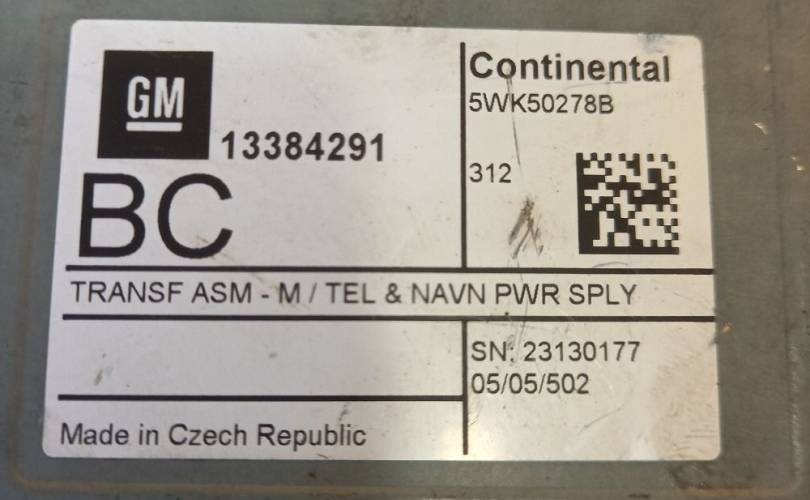 GM
13384291
BC
Continental
5WK50278B
312
TRANSF ASM - M / TEL & NAVN PWR SPLY
SN: 23130177
05/05/502
Made in Czech Republic